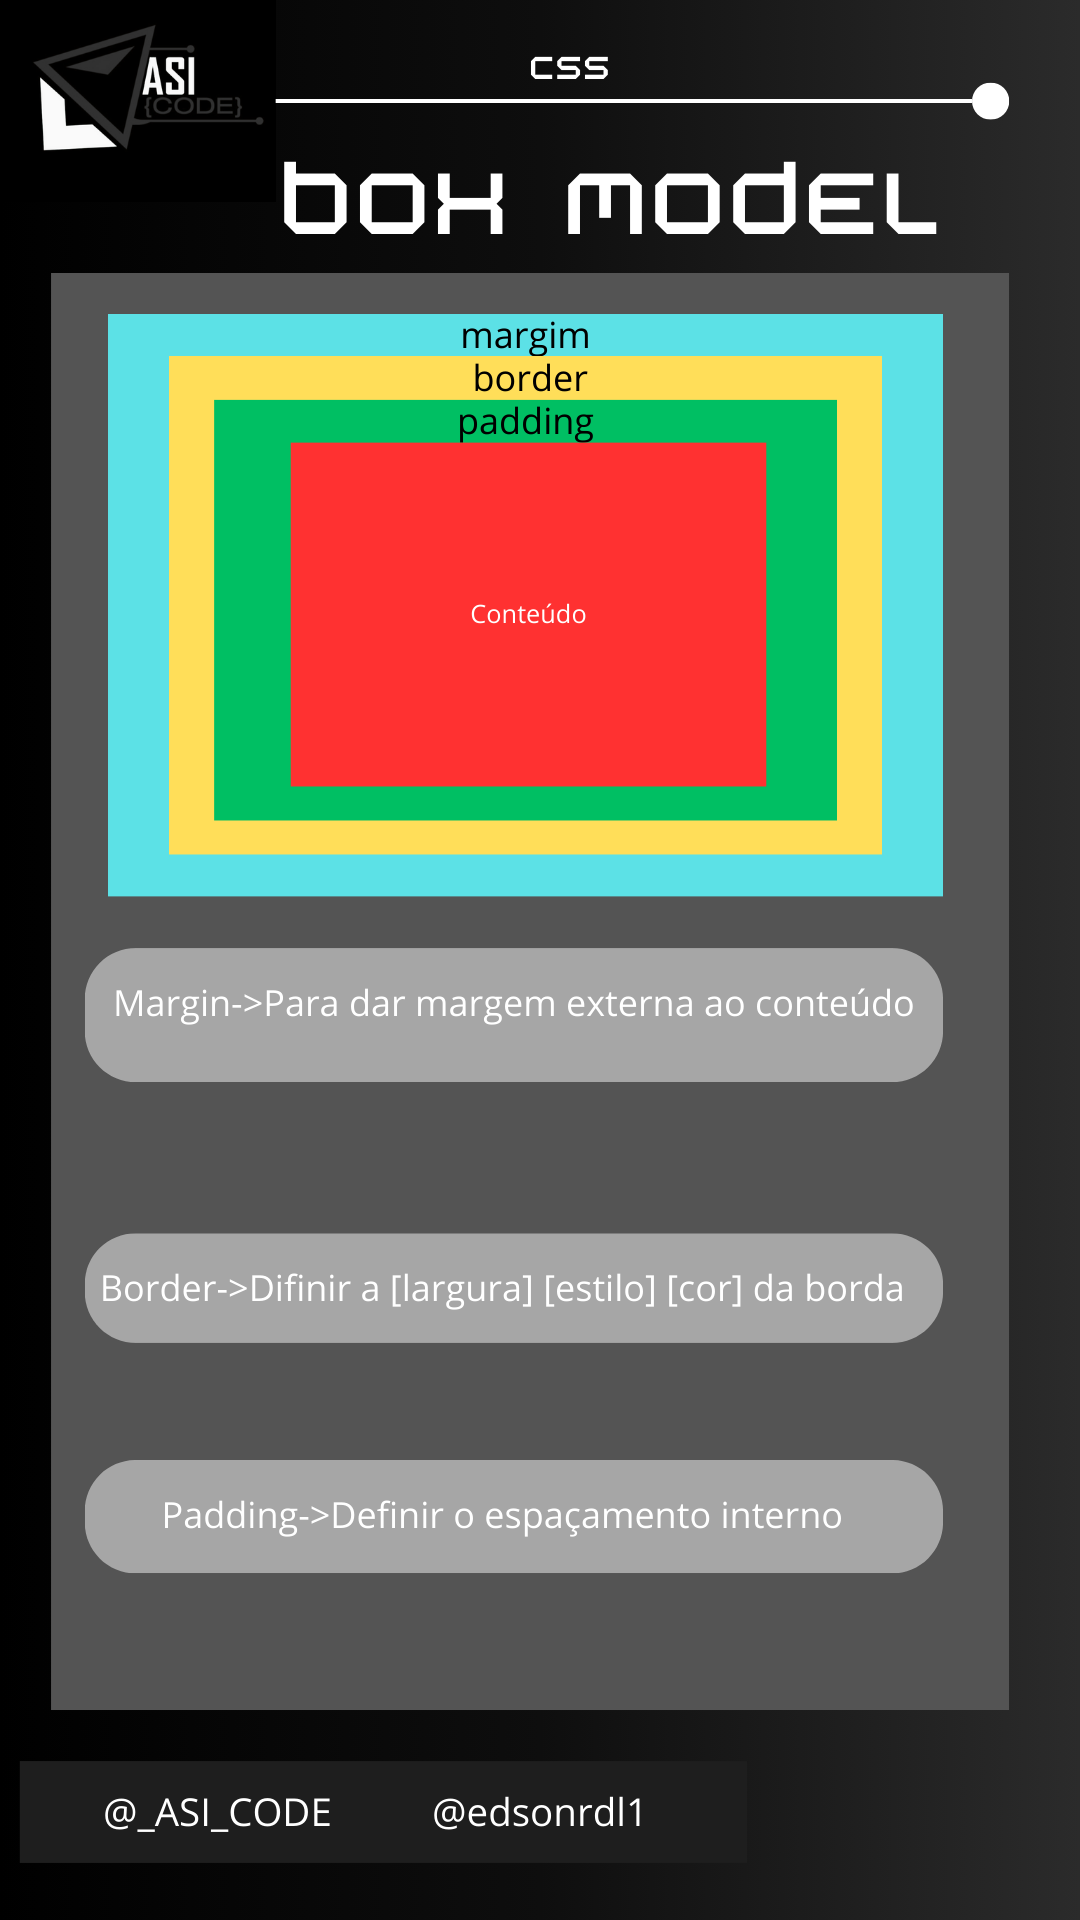 ASI
{CODE}
CSS
BOX MODEL
margim
border
padding
Conteúdo
Margin->Para dar margem externa ao conteúdo
Border->Difinir a [largura] [estilo] [cor] da borda
Padding->Definir o espaçamento interno
@_ASI_CODE
@edsonrdl1